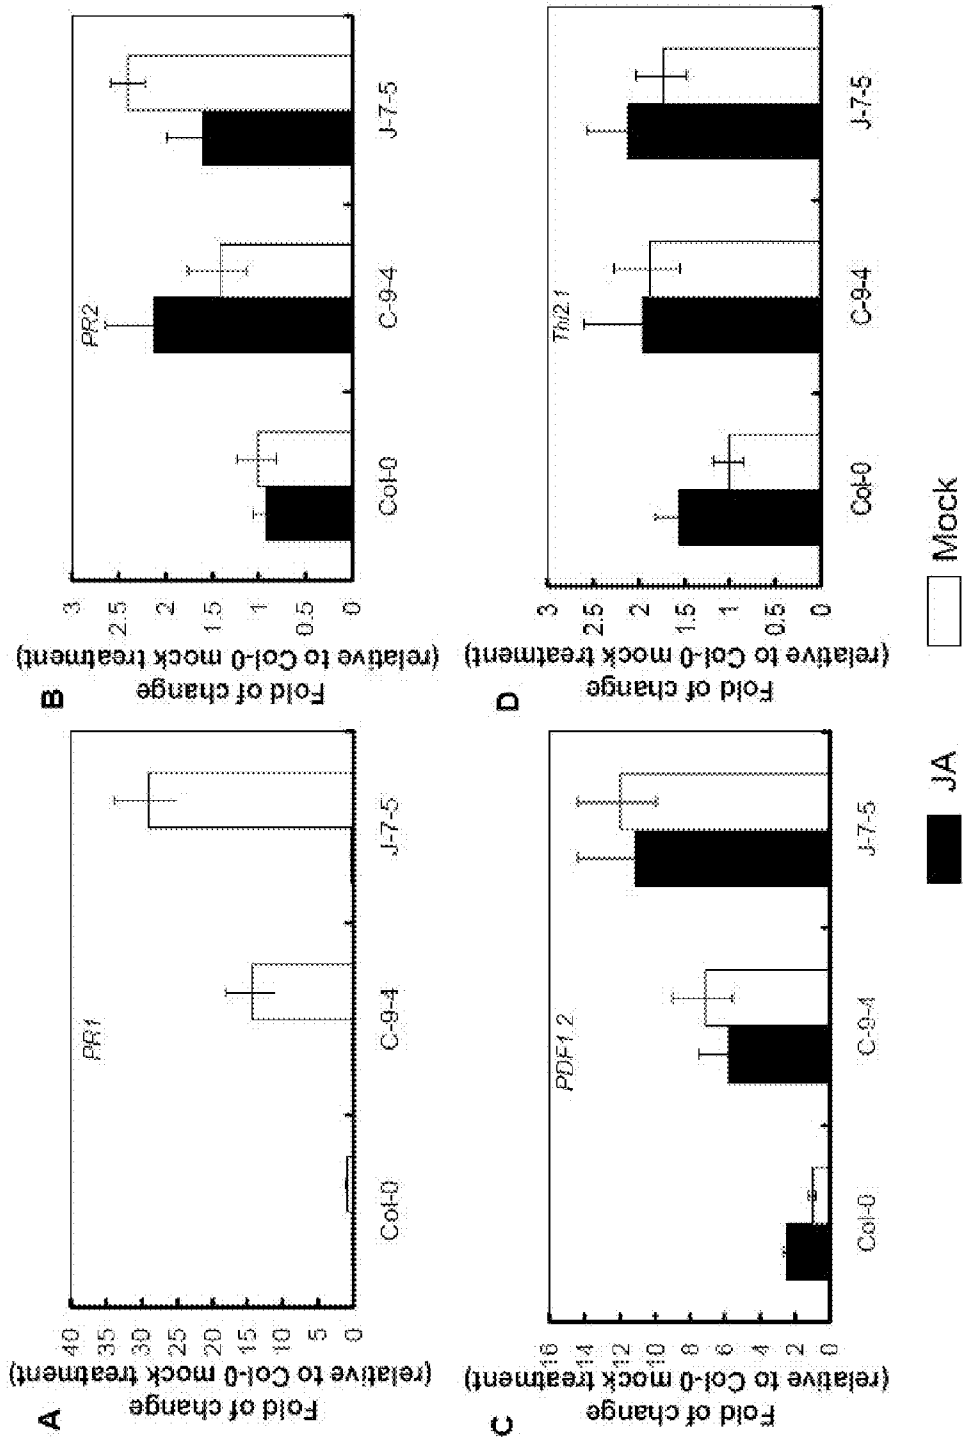 A
Fold of change
(relative to Col-0 mock treatment)
40
35
30
25
20
15
10
5
0
PR1
Col-0
C-9-4
J-7-5
B
Fold of change
(relative to Col-0 mock treatment)
3
2.5
2
1.5
1
0.5
0
PR2
Col-0
C-9-4
J-7-5
C
Fold of change
(relative to Col-0 mock treatment)
16
14
12
10
8
6
4
2
0
PDF1.2
Col-0
C-9-4
J-7-5
D
Fold of change
(relative to Col-0 mock treatment)
3
2.5
2
1.5
1
0.5
0
Thi2.1
Col-0
C-9-4
J-7-5
JA
Mock